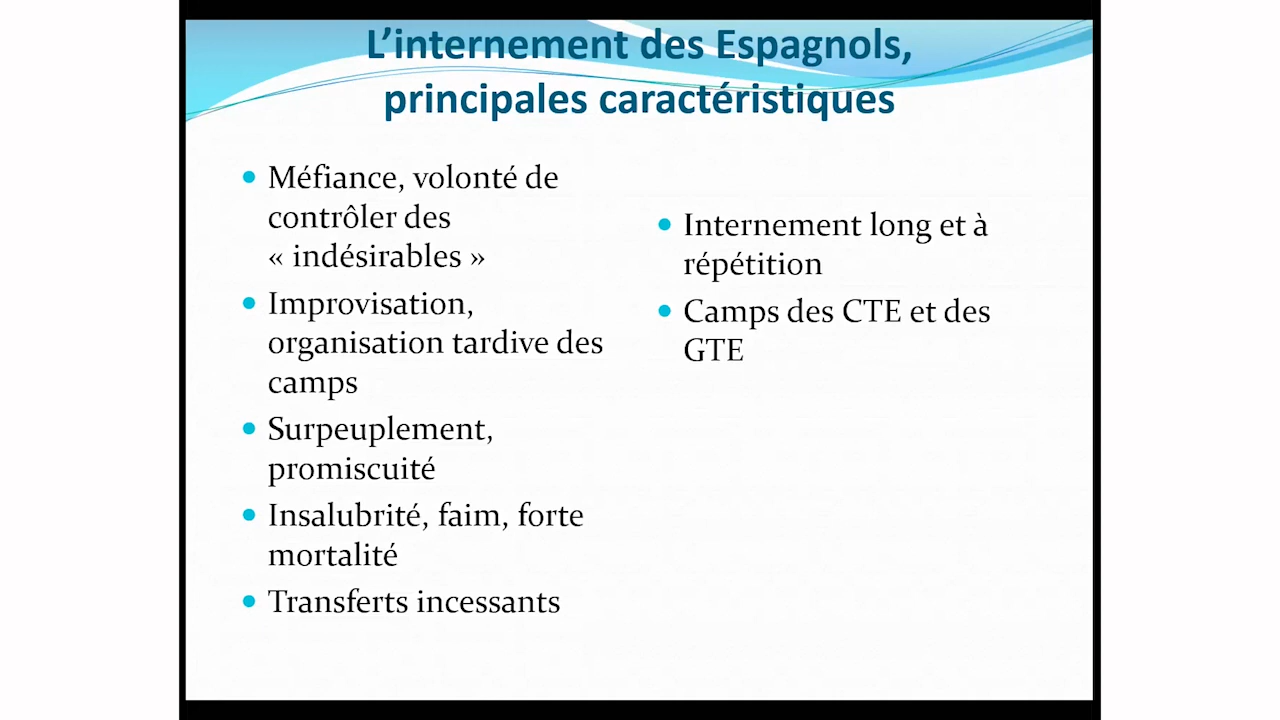 L’internement des Espagnols,
principales caractéristiques
Méfiance, volonté de
contrôler des
« indésirables »
Improvisation,
organisation tardive des
camps
Surpeuplement,
promiscuité
Insalubrité, faim, forte
mortalité
Transferts incessants
Internement long et à
répétition
Camps des CTE et des
GTE